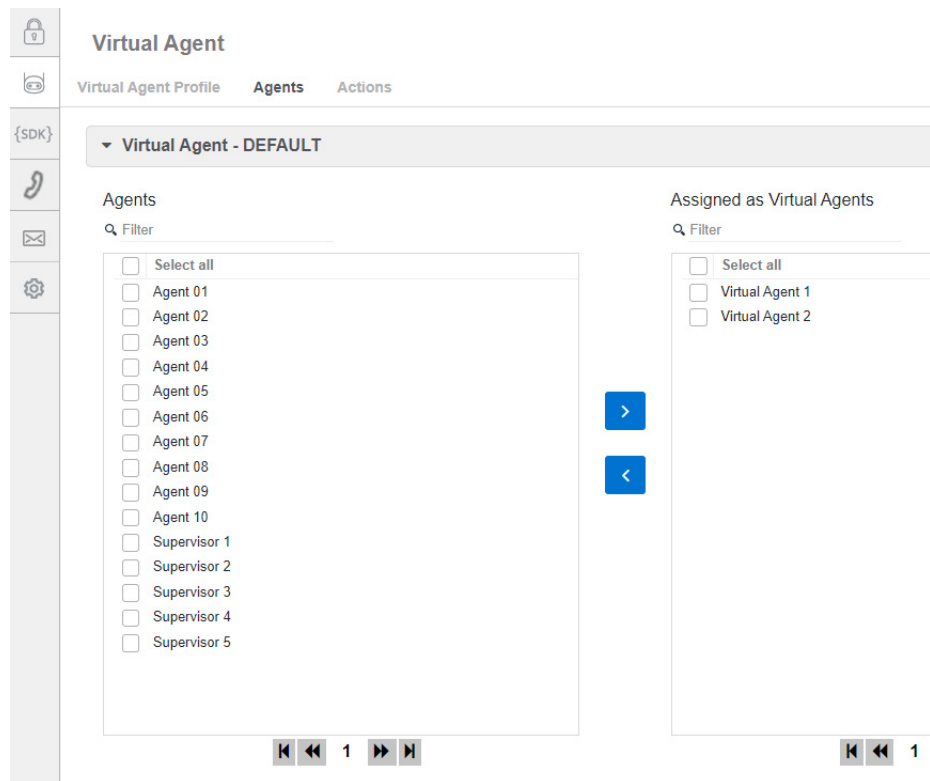 Virtual Agent
Virtual Agent Profile Agents Actions
{SDK}
Virtual Agent - DEFAULT
Agents
Filter
Select all
Agent 01
Agent 02
Agent 03
Agent 04
Agent 05
Agent 06
Agent 07
Agent 08
Agent 09
Agent 10
Supervisor 1
Supervisor 2
Supervisor 3
Supervisor 4
Supervisor 5
1
Assigned as Virtual Agents
Filter
Select all
Virtual Agent 1
Virtual Agent 2
1